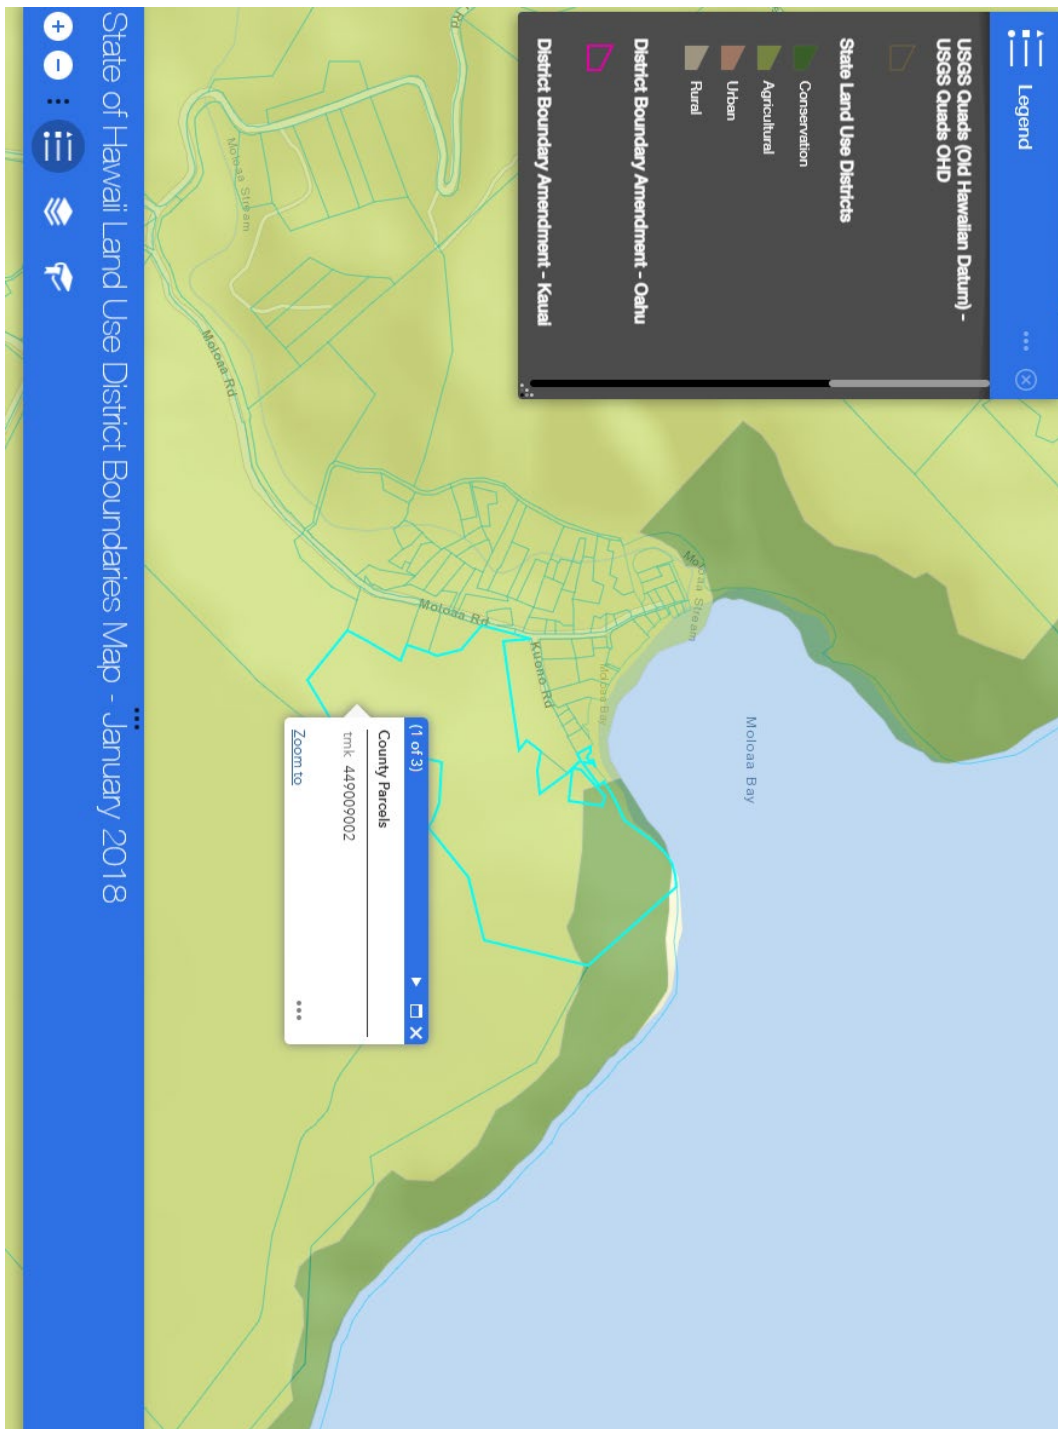 State of Hawaii Land Use District Boundaries Map - January 2018
Legend
USGS Quads (Old Hawaiian Datum) -
USGS Quads OHD
State Land Use Districts
Conservation
Agricultural
Urban
Rural
District Boundary Amendment - Oahu
District Boundary Amendment - Kauai
Rd
Moloaa Stream
Moloaa Rd
Moloaa Rd
Kuono Rd
Moloaa Stream
Moloaa Bay
Moloaa Bay
(1 of 3)
County Parcels
tmk 449009002
Zoom to